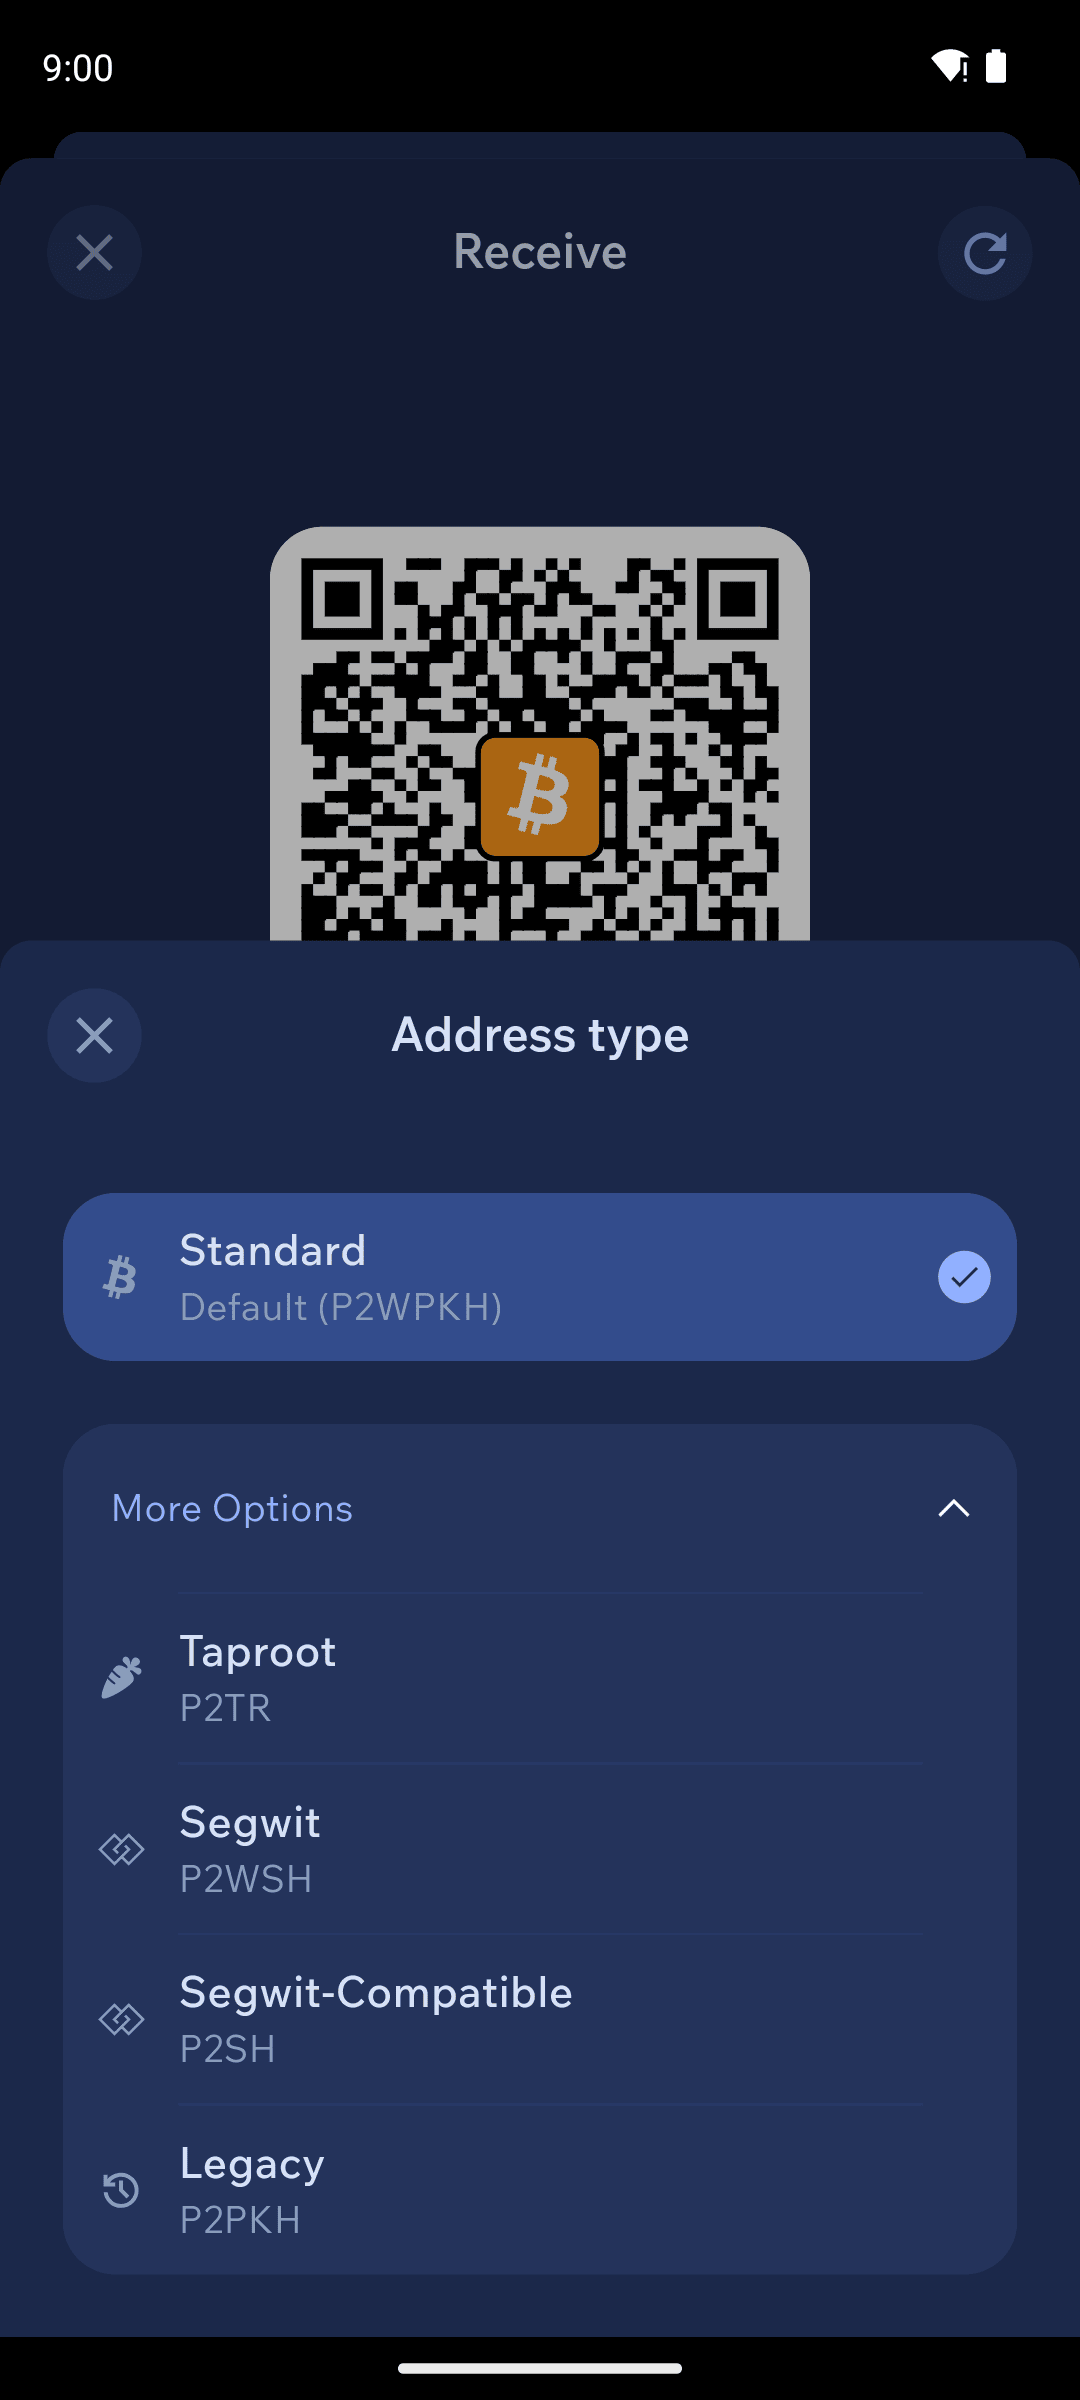 9:00
Receive
Address type
Standard
Default (P2WPKH)
More Options
Taproot
P2TR
Segwit
P2WSH
Segwit-Compatible
P2SH
Legacy
P2PKH